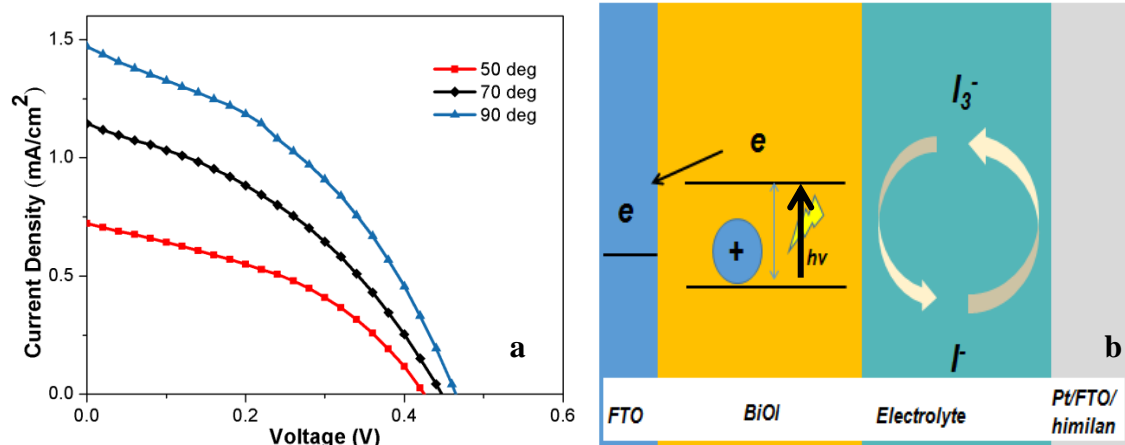 1.5
1.0
0.5
0.0
0.0
0.2
0.4
0.6
Current Density (mA/cm²)
Voltage (V)
50 deg
70 deg
90 deg
a
e
e
+
hν
I₃⁻
I⁻
b
FTO
BiOI
Electrolyte
Pt/FTO/
himilan